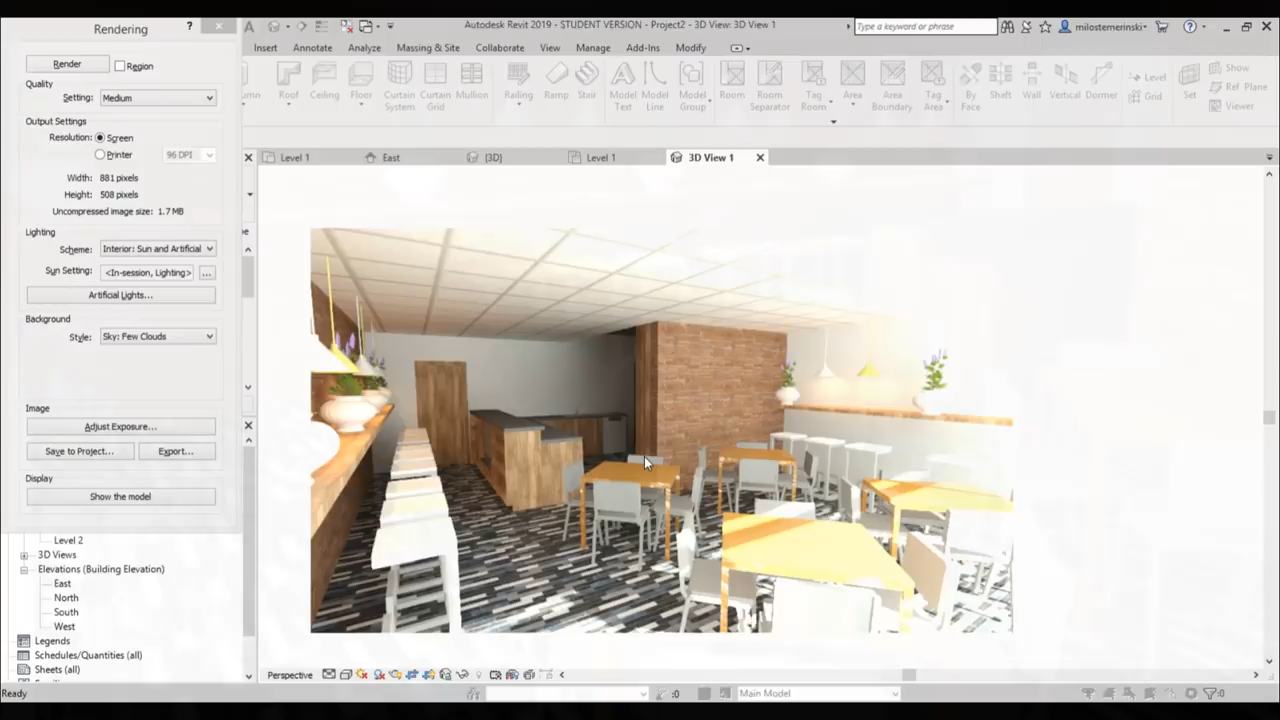 Rendering
?
Autodesk Revit 2019 - STUDENT VERSION - Project2 - 3D View: 3D View 1
Type a keyword or phrase
milostemerinski
Insert Annotate Analyze Massing & Site Collaborate View Manage Add-Ins Modify
Roof Ceiling Floor Curtain System Curtain Grid Mullion Railing Ramp Stair Model Text Model Line Model Group Room Room Separator Tag Room Area Area Boundary Tag Area By Face Shaft Wall Vertical Dormer Level Grid Set Show Ref Plane Viewer
Level 1 East {3D} Level 1 3D View 1
Render
Region
Quality
Setting: Medium
Output Settings
Resolution: Screen
Printer 96 DPI
Width: 881 pixels
Height: 508 pixels
Uncompressed image size: 1.7 MB
Lighting
Scheme: Interior: Sun and Artificial
Sun Setting: <In-session, Lighting> ...
Artificial Lights...
Background
Style: Sky: Few Clouds
Image
Adjust Exposure...
Save to Project... Export...
Display
Show the model
Level 2
3D Views
Elevations (Building Elevation)
East
North
South
West
Legends
Schedules/Quantities (all)
Sheets (all)
Perspective
Ready
:0
Main Model
:0